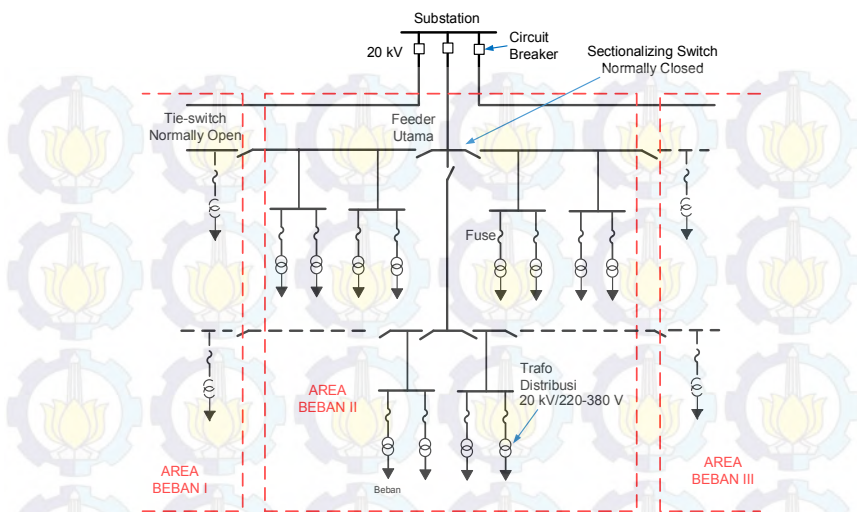 Substation
20 kV
Circuit
Breaker
Sectionalizing Switch
Normally Closed
Tie-switch
Normally Open
Feeder
Utama
Fuse
Trafo
Distribusi
20 kV/220-380 V
AREA
BEBAN II
AREA
BEBAN I
Beban
AREA
BEBAN III